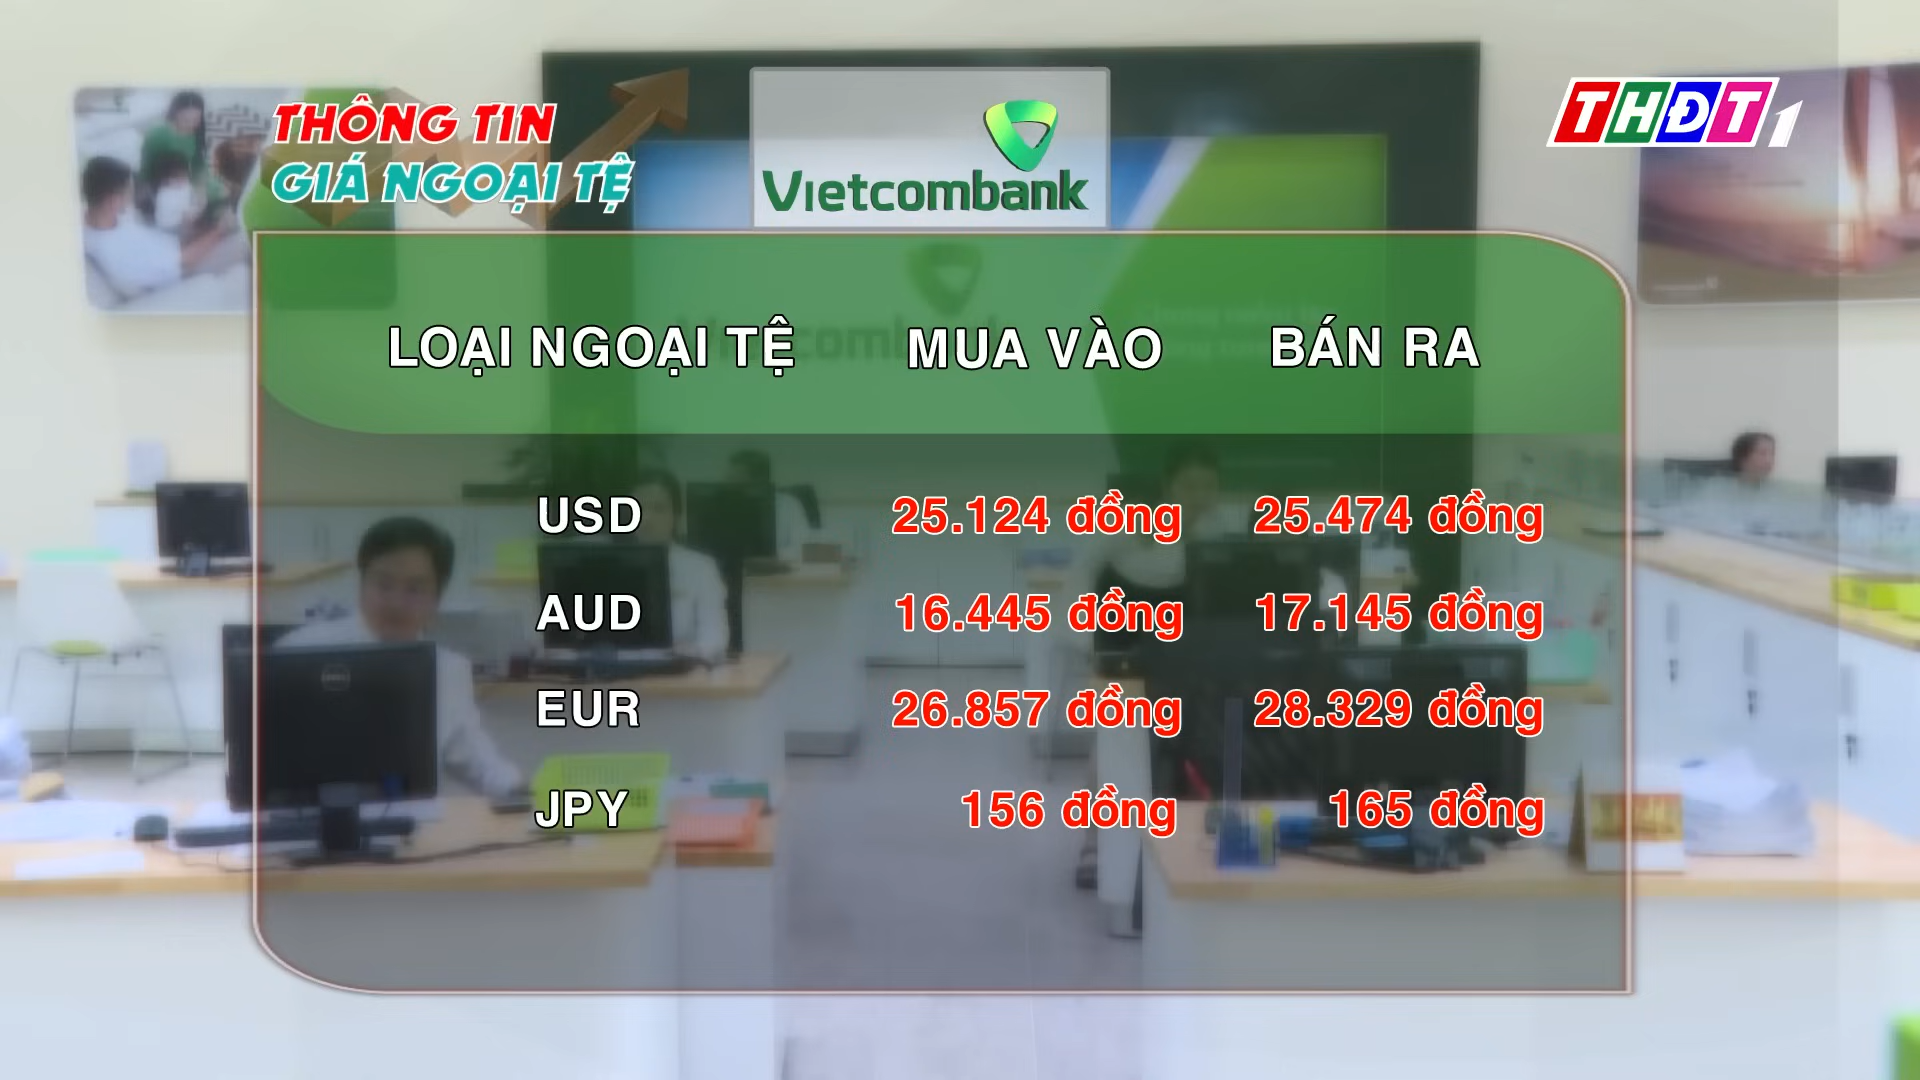 THÔNG TIN
GIÁ NGOẠI TỆ
Vietcombank
THĐT1
LOẠI NGOẠI TỆ MUA VÀO BÁN RA
USD 25.124 đồng 25.474 đồng
AUD 16.445 đồng 17.145 đồng
EUR 26.857 đồng 28.329 đồng
JPY 156 đồng 165 đồng